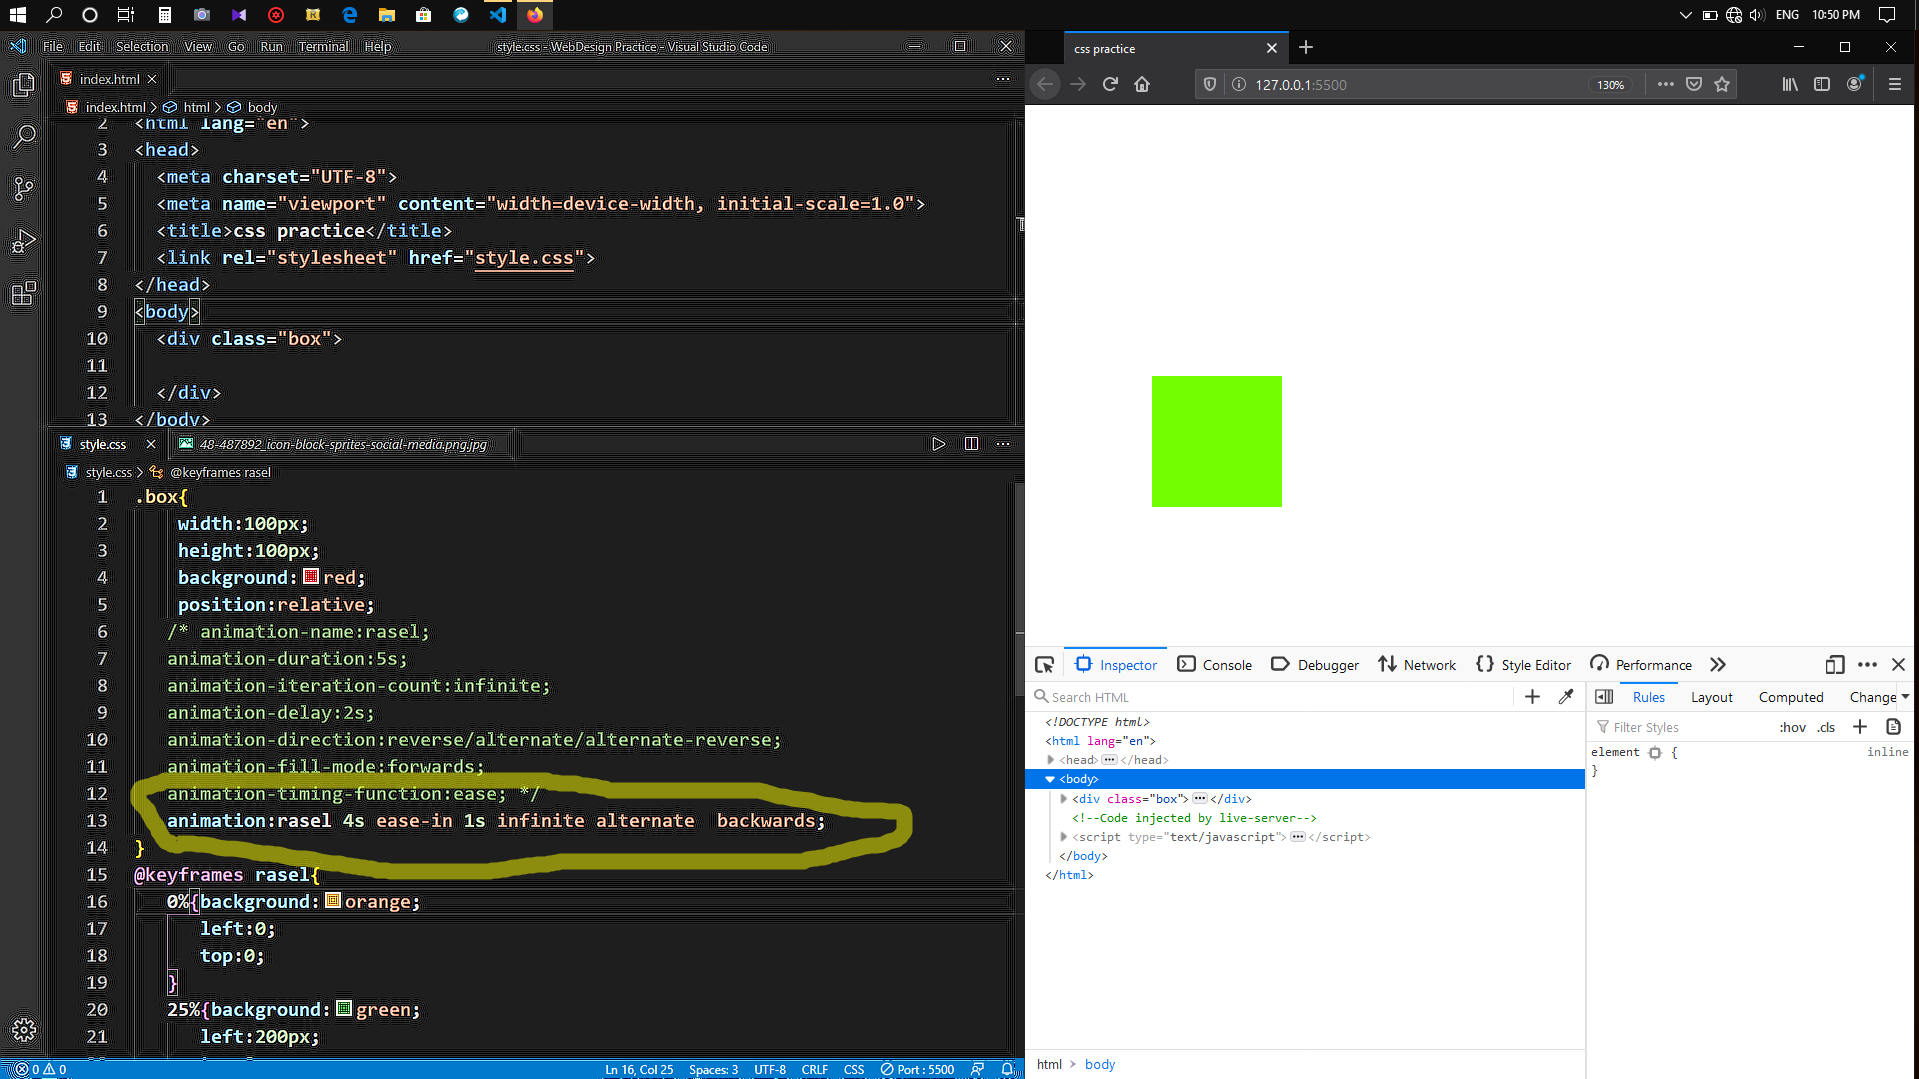 ENG 10:50 PM
File Edit Selection View Go Run Terminal Help style.css - WebDesign Practice - Visual Studio Code
index.html
index.html > html > body
2 <html lang="en">
3 <head>
4 <meta charset="UTF-8">
5 <meta name="viewport" content="width=device-width, initial-scale=1.0">
6 <title>css practice</title>
7 <link rel="stylesheet" href="style.css">
8 </head>
9 <body>
10 <div class="box">
11
12 </div>
13 </body>
style.css 48-487892_icon-block-sprites-social-media.png.jpg
style.css > @keyframes rasel
1 .box{
2 width:100px;
3 height:100px;
4 background:red;
5 position:relative;
6 /* animation-name:rasel;
7 animation-duration:5s;
8 animation-iteration-count:infinite;
9 animation-delay:2s;
10 animation-direction:reverse/alternate/alternate-reverse;
11 animation-fill-mode:forwards;
12 animation-timing-function:ease; */
13 animation:rasel 4s ease-in 1s infinite alternate  backwards;
14 }
15 @keyframes rasel{
16 0%{background:orange;
17 left:0;
18 top:0;
19 }
20 25%{background:green;
21 left:200px;
0 0 Ln 16, Col 25 Spaces: 3 UTF-8 CRLF CSS Port : 5500
css practice
127.0.0.1:5500 130%
Inspector Console Debugger Network Style Editor Performance
Search HTML
<!DOCTYPE html>
<html lang="en">
<head> ••• </head>
<body>
<div class="box"> ••• </div>
<!--Code injected by live-server-->
<script type="text/javascript"> ••• </script>
</body>
</html>
html > body
Rules Layout Computed Change
Filter Styles :hov .cls
element { inline
}